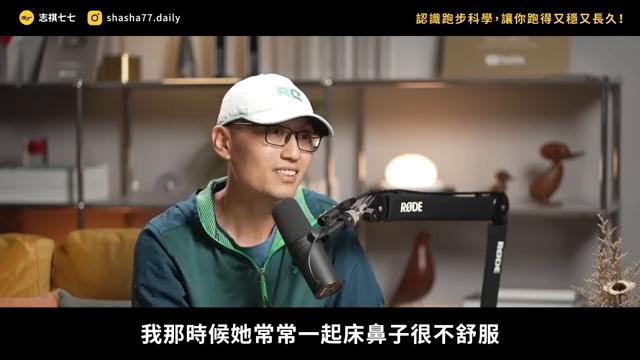 志祺七七
shasha77.daily
認識跑步科學，讓你跑得又穩又長久！
RC
RØDE
RØDE
我那時候她常常一起床鼻子很不舒服